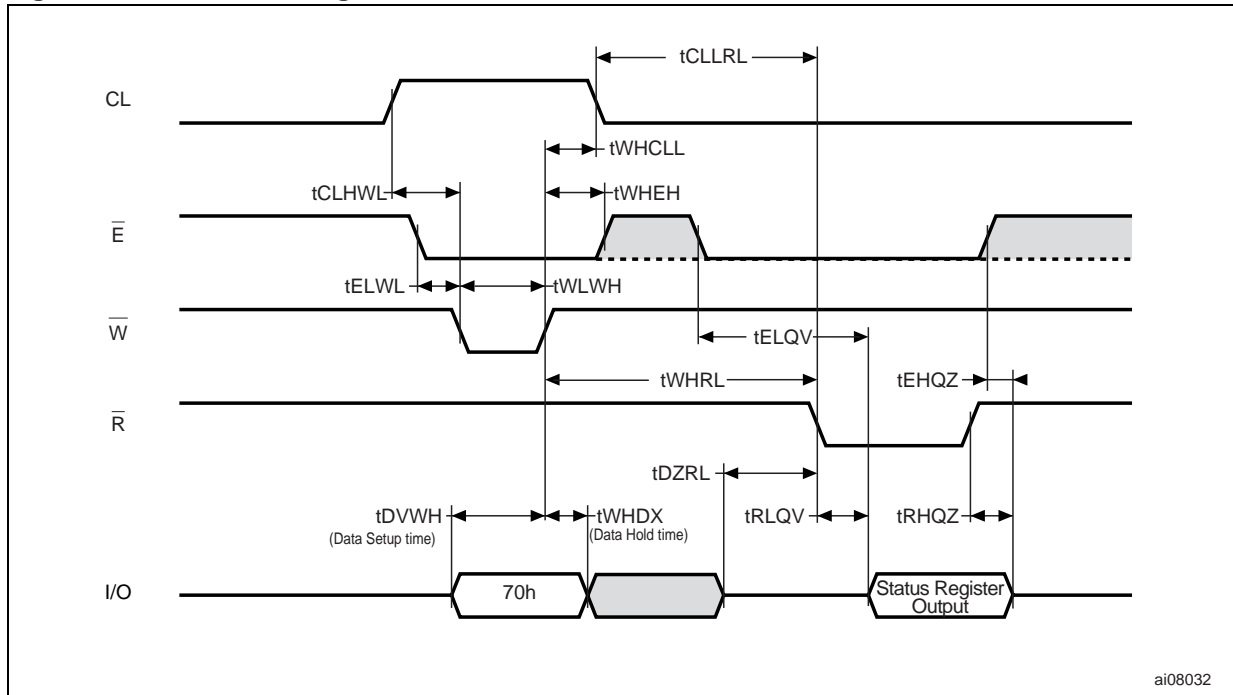 tCLLRL
CL
tWHCLL
tCLHWL
tWHEH
E
tELWL
tWLWH
W
tELQV
tWHRL
tEHQZ
R
tDZRL
tDVWH
(Data Setup time)
tWHDX
(Data Hold time)
tRLQV
tRHQZ
I/O
70h
Status Register
Output
ai08032